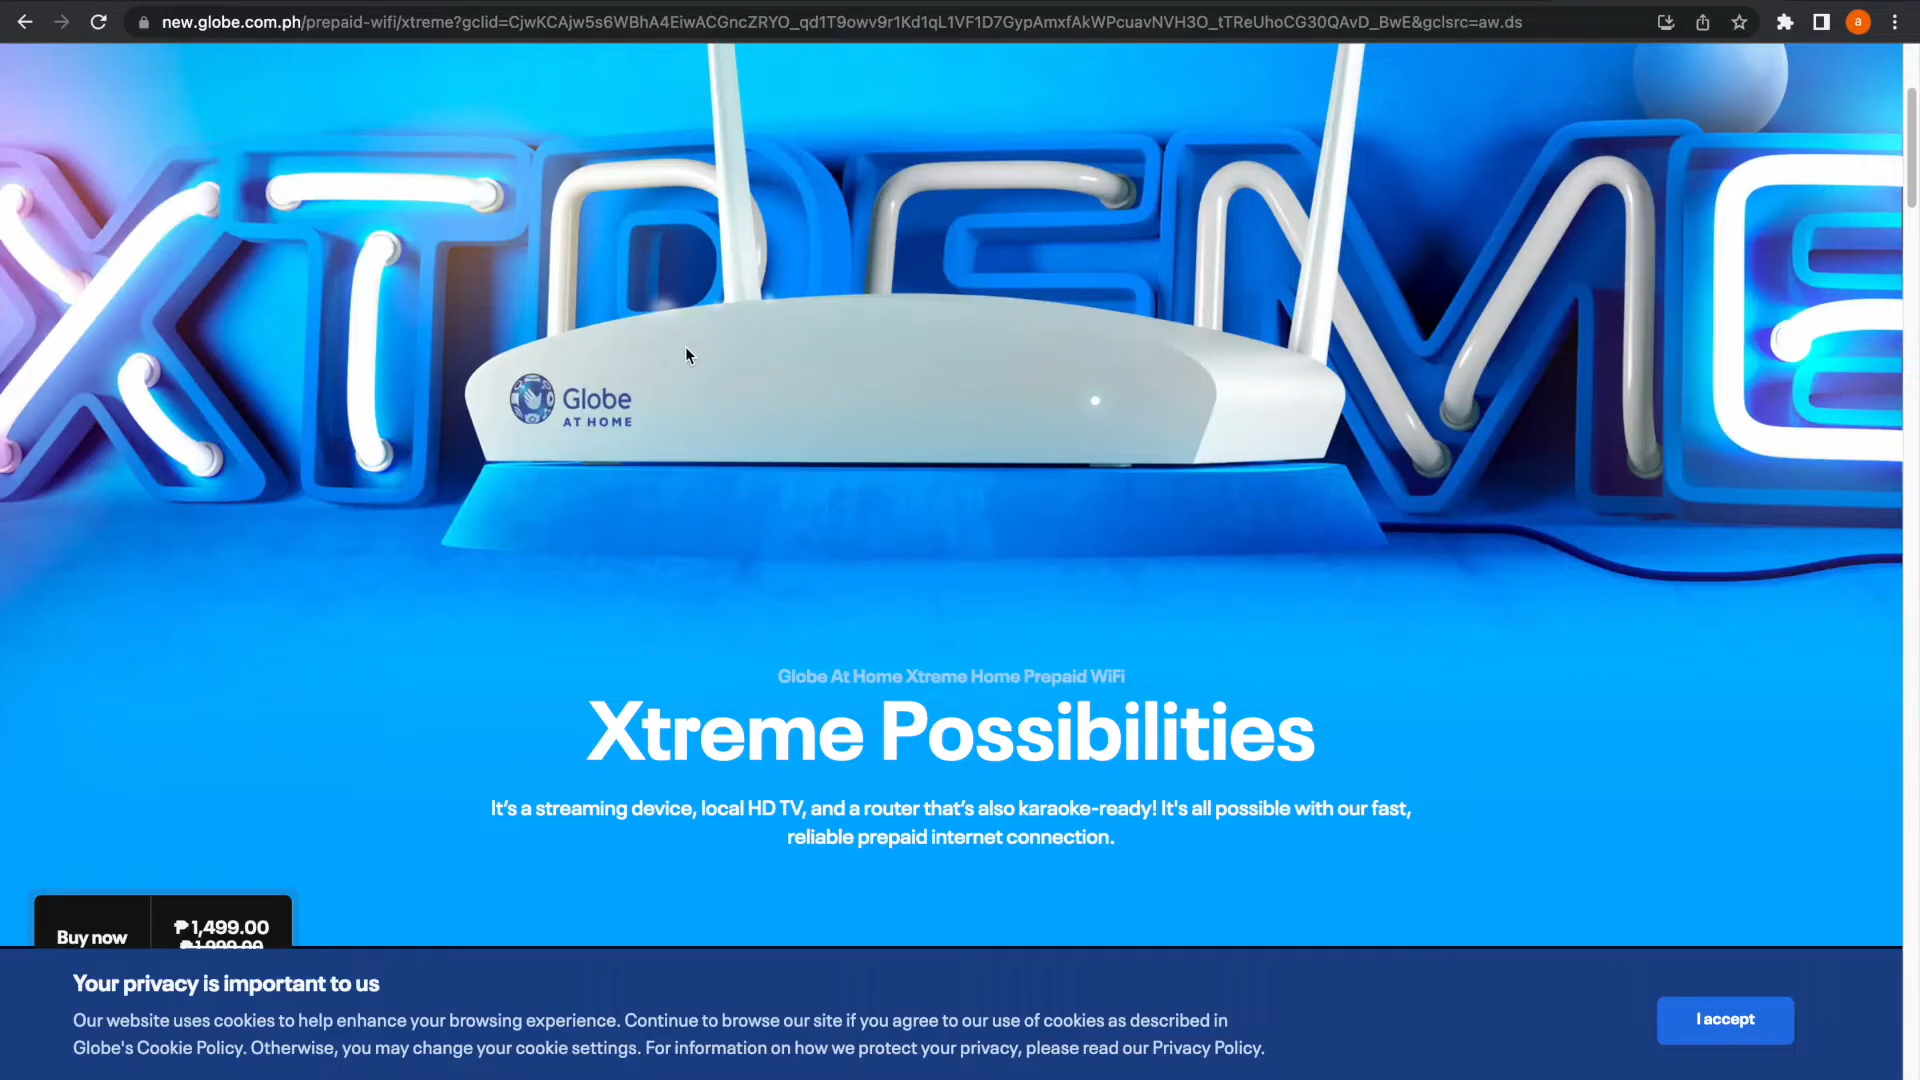 new.globe.com.ph/prepaid-wifi/xtreme?gclid=CjwKCAjw5s6WBhA4EiwACGncZRYO_qd1T9owv9r1Kd1qL1VF1D7GypAmxfAkWPcuavNVH3O_tTReUhoCG30QAvD_BwE&gclsrc=aw.ds
a
XTREME
Globe
AT HOME
Globe At Home Xtreme Home Prepaid WiFi
Xtreme Possibilities
It's a streaming device, local HD TV, and a router that's also karaoke-ready! It's all possible with our fast,
reliable prepaid internet connection.
Buy now
₱1,499.00
₱1,999.00
Your privacy is important to us
Our website uses cookies to help enhance your browsing experience. Continue to browse our site if you agree to our use of cookies as described in
Globe's Cookie Policy. Otherwise, you may change your cookie settings. For information on how we protect your privacy, please read our Privacy Policy.
I accept